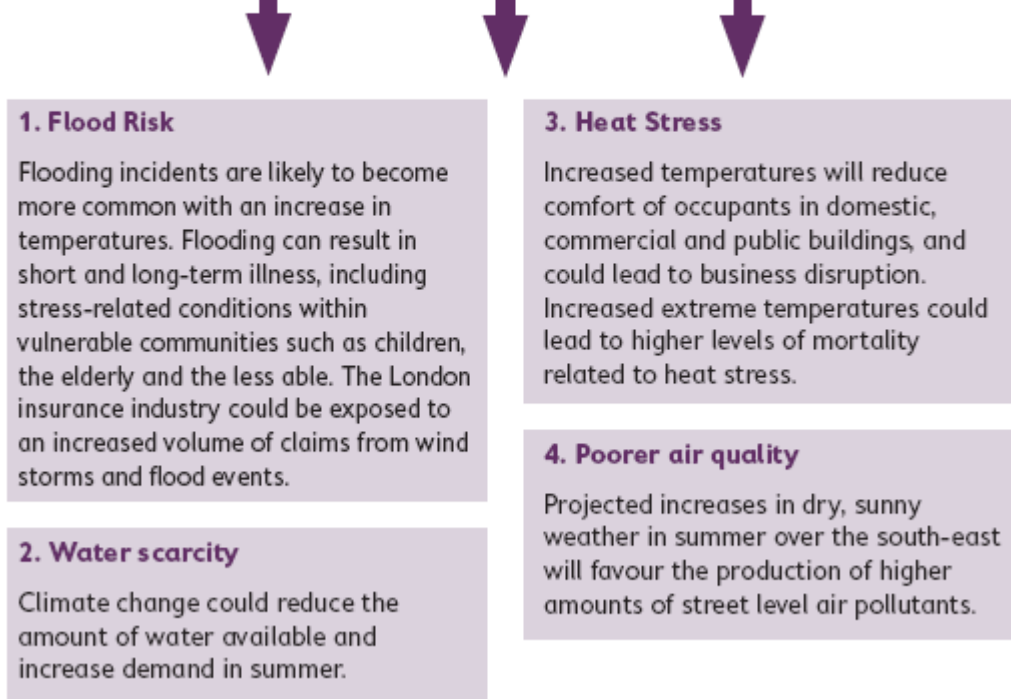 1. Flood Risk
Flooding incidents are likely to become
more common with an increase in
temperatures. Flooding can result in
short and long-term illness, including
stress-related conditions within
vulnerable communities such as children,
the elderly and the less able. The London
insurance industry could be exposed to
an increased volume of claims from wind
storms and flood events.
2. Water scarcity
Climate change could reduce the
amount of water available and
increase demand in summer.
3. Heat Stress
Increased temperatures will reduce
comfort of occupants in domestic,
commercial and public buildings, and
could lead to business disruption.
Increased extreme temperatures could
lead to higher levels of mortality
related to heat stress.
4. Poorer air quality
Projected increases in dry, sunny
weather in summer over the south-east
will favour the production of higher
amounts of street level air pollutants.